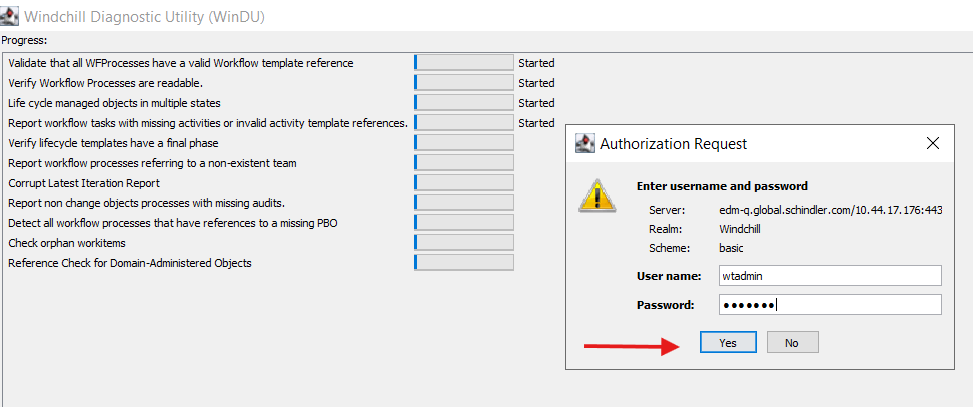 Windchill Diagnostic Utility (WinDU)
Progress:
Validate that all WFProcesses have a valid Workflow template reference Started
Verify Workflow Processes are readable. Started
Life cycle managed objects in multiple states Started
Report workflow tasks with missing activities or invalid activity template references. Started
Verify lifecycle templates have a final phase
Report workflow processes referring to a non-existent team
Corrupt Latest Iteration Report
Report non change objects processes with missing audits.
Detect all workflow processes that have references to a missing PBO
Check orphan workitems
Reference Check for Domain-Administered Objects
Authorization Request
Enter username and password
Server: edm-q.global.schindler.com/10.44.17.176:443
Realm: Windchill
Scheme: basic
User name: wtadmin
Password: •••••••
Yes No